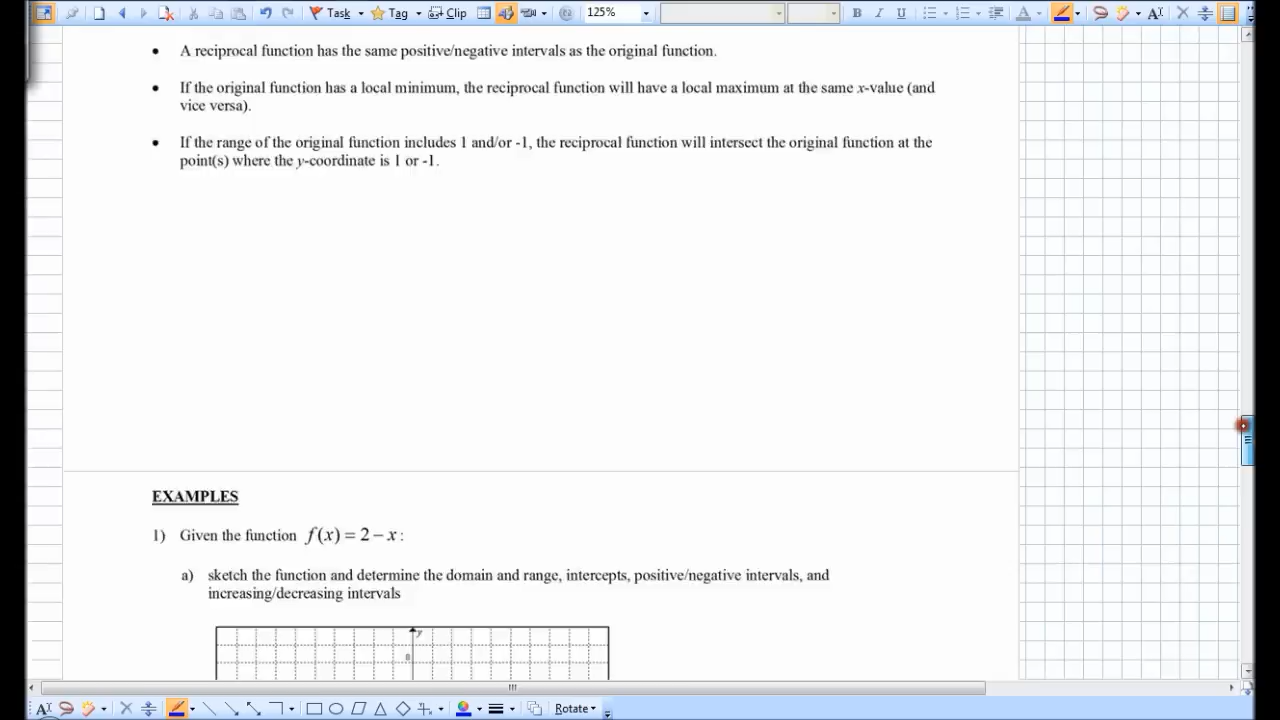 Task Tag Clip 125% B I U A
• A reciprocal function has the same positive/negative intervals as the original function.
• If the original function has a local minimum, the reciprocal function will have a local maximum at the same x-value (and
vice versa).
• If the range of the original function includes 1 and/or -1, the reciprocal function will intersect the original function at the
point(s) where the y-coordinate is 1 or -1.
EXAMPLES
1) Given the function f(x) = 2 − x :
a) sketch the function and determine the domain and range, intercepts, positive/negative intervals, and
increasing/decreasing intervals
y
8
Rotate